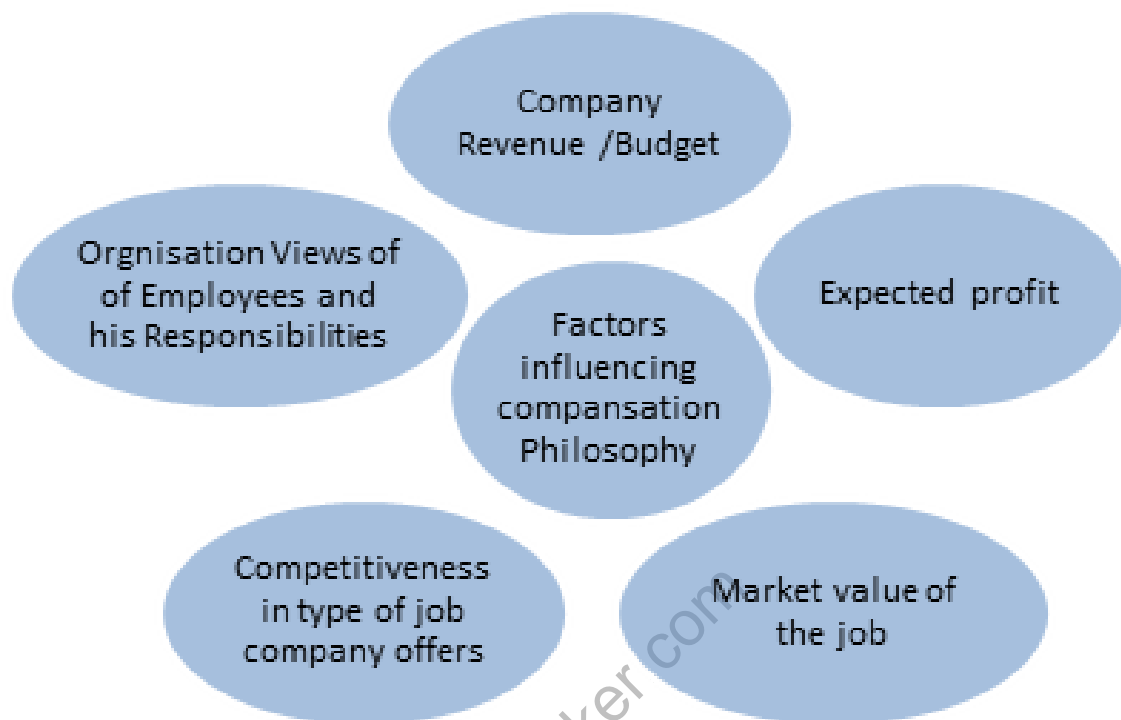 Company
Revenue /Budget
Orgnisation Views of
of Employees and
his Responsibilities
Expected profit
Factors
influencing
compansation
Philosophy
Competitiveness
in type of job
company offers
Market value of
the job
com